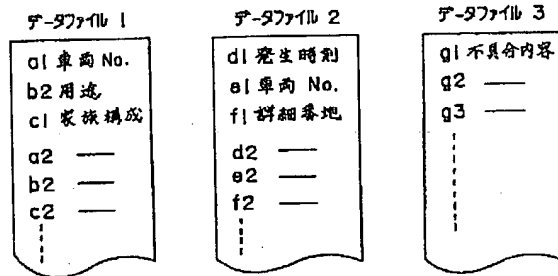 データファイル 1
a1 車両 No.
b2 用途
c1 家族構成
a2
b2
c2
データファイル 2
d1 発生時刻
e1 車両 No.
f1 詳細番地
d2
e2
f2
データファイル 3
g1 不具合内容
g2
g3